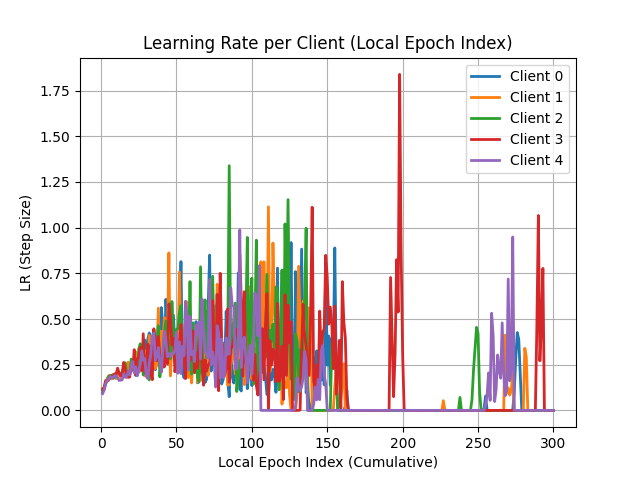 Learning Rate per Client (Local Epoch Index)
LR (Step Size)
1.75
1.50
1.25
1.00
0.75
0.50
0.25
0.00
Client 0
Client 1
Client 2
Client 3
Client 4
0 50 100 150 200 250 300
Local Epoch Index (Cumulative)